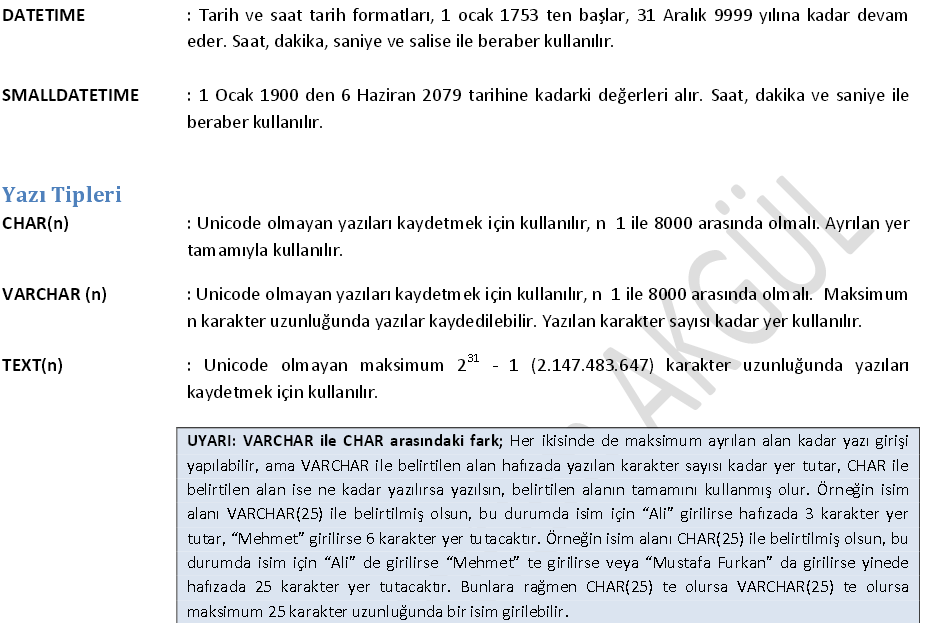 DATETIME : Tarih ve saat tarih formatları, 1 ocak 1753 ten başlar, 31 Aralık 9999 yılına kadar devam
eder. Saat, dakika, saniye ve salise ile beraber kullanılır.
SMALLDATETIME : 1 Ocak 1900 den 6 Haziran 2079 tarihine kadarki değerleri alır. Saat, dakika ve saniye ile
beraber kullanılır.
Yazı Tipleri
CHAR(n) : Unicode olmayan yazıları kaydetmek için kullanılır, n 1 ile 8000 arasında olmalı. Ayrılan yer
tamamıyla kullanılır.
VARCHAR (n) : Unicode olmayan yazıları kaydetmek için kullanılır, n 1 ile 8000 arasında olmalı. Maksimum
n karakter uzunluğunda yazılar kaydedilebilir. Yazılan karakter sayısı kadar yer kullanılır.
TEXT(n) : Unicode olmayan maksimum 2^31 - 1 (2.147.483.647) karakter uzunluğunda yazıları
kaydetmek için kullanılır.
UYARI: VARCHAR ile CHAR arasındaki fark; Her ikisinde de maksimum ayrılan alan kadar yazı girişi
yapılabilir, ama VARCHAR ile belirtilen alan hafızada yazılan karakter sayısı kadar yer tutar, CHAR ile
belirtilen alan ise ne kadar yazılırsa yazılsın, belirtilen alanın tamamını kullanmış olur. Örneğin isim
alanı VARCHAR(25) ile belirtilmiş olsun, bu durumda isim için “Ali” girilirse hafızada 3 karakter yer
tutar, “Mehmet” girilirse 6 karakter yer tutacaktır. Örneğin isim alanı CHAR(25) ile belirtilmiş olsun, bu
durumda isim için “Ali” de girilirse “Mehmet” te girilirse veya “Mustafa Furkan” da girilirse yinede
hafızada 25 karakter yer tutacaktır. Bunlara rağmen CHAR(25) te olursa VARCHAR(25) te olursa
maksimum 25 karakter uzunluğunda bir isim girilebilir.
AKGÜL